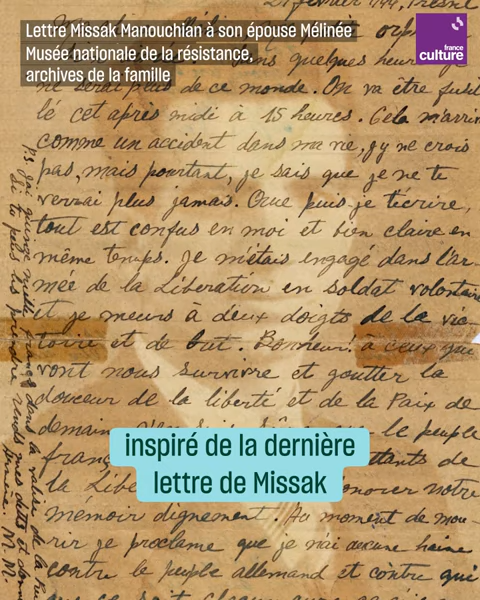 Lettre Missak Manouchian à son épouse Mélinée
Musée nationale de la résistance,
archives de la famille
france
culture
dans quelques heures
ne serai plus de ce monde. On va être fusil
lé cet après midi à 15 heures. Cela m'arrive
comme un accident dans ma vie, j'y ne crois
pas, mais pourtant, je sais que je ne te
verrai plus jamais. Que puis-je t'écrire,
tout est confus en moi et bien claire en
même temps. Je m'étais engagé dans l'ar-
mée de la Libération en soldat volontaire
et je meurs à deux doigts de la vic-
toire et de but. Bonheur! à ceux qui
vont nous survivre et goutter la
douceur de la liberté et de la Paix de
demain. le peuple
franç
la Libe
notre
mémoire dignement. Au moment de mou-
rir je proclame que je n'ai aucune haine
contre le peuple allemand et contre qui
inspiré de la dernière
lettre de Missak